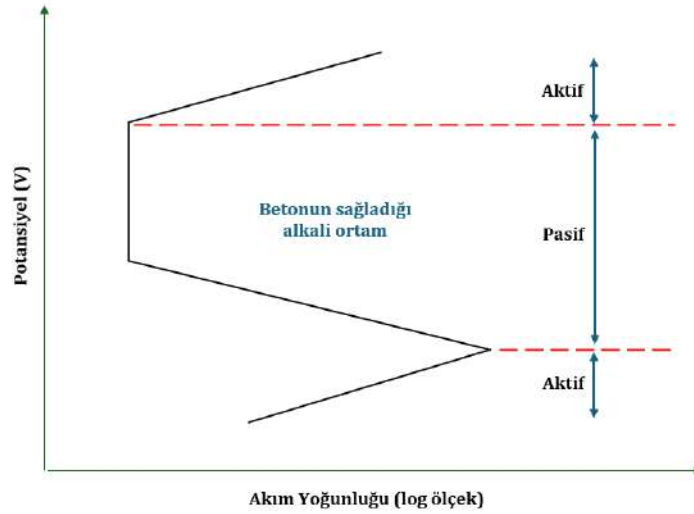 Aktif
Potansiyel (V)
Betonun sağladığı
alkali ortam
Pasif
Aktif
Akım Yoğunluğu (log ölçek)